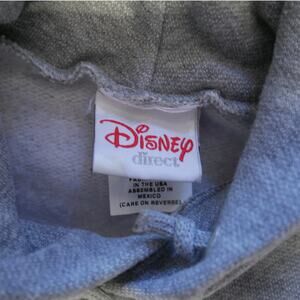 Disney
direct
IN THE USA
ASSEMBLED IN
MEXICO
(CARE ON REVERSE)